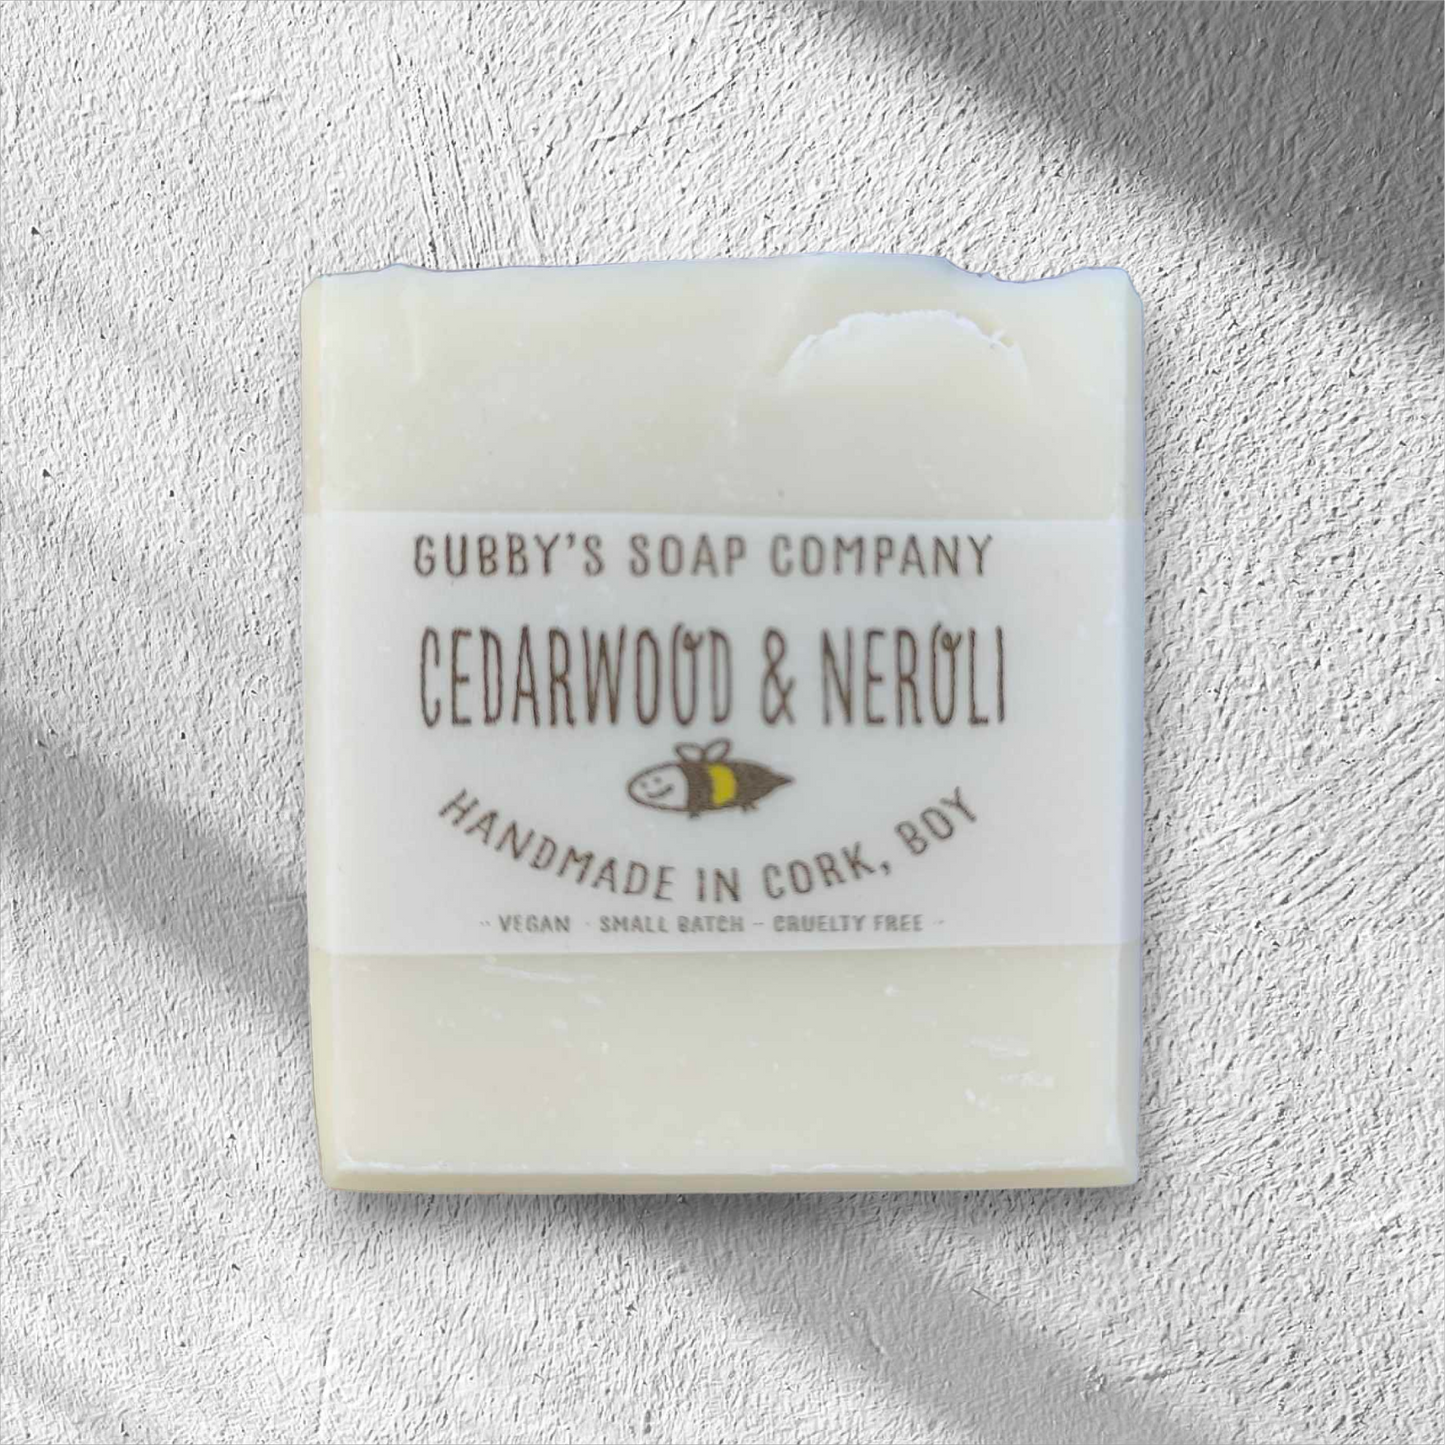 GUBBY'S SOAP COMPANY
CEDARWOOD & NEROLI
HANDMADE IN CORK, BOY
- VEGAN - SMALL BATCH - CRUELTY FREE -